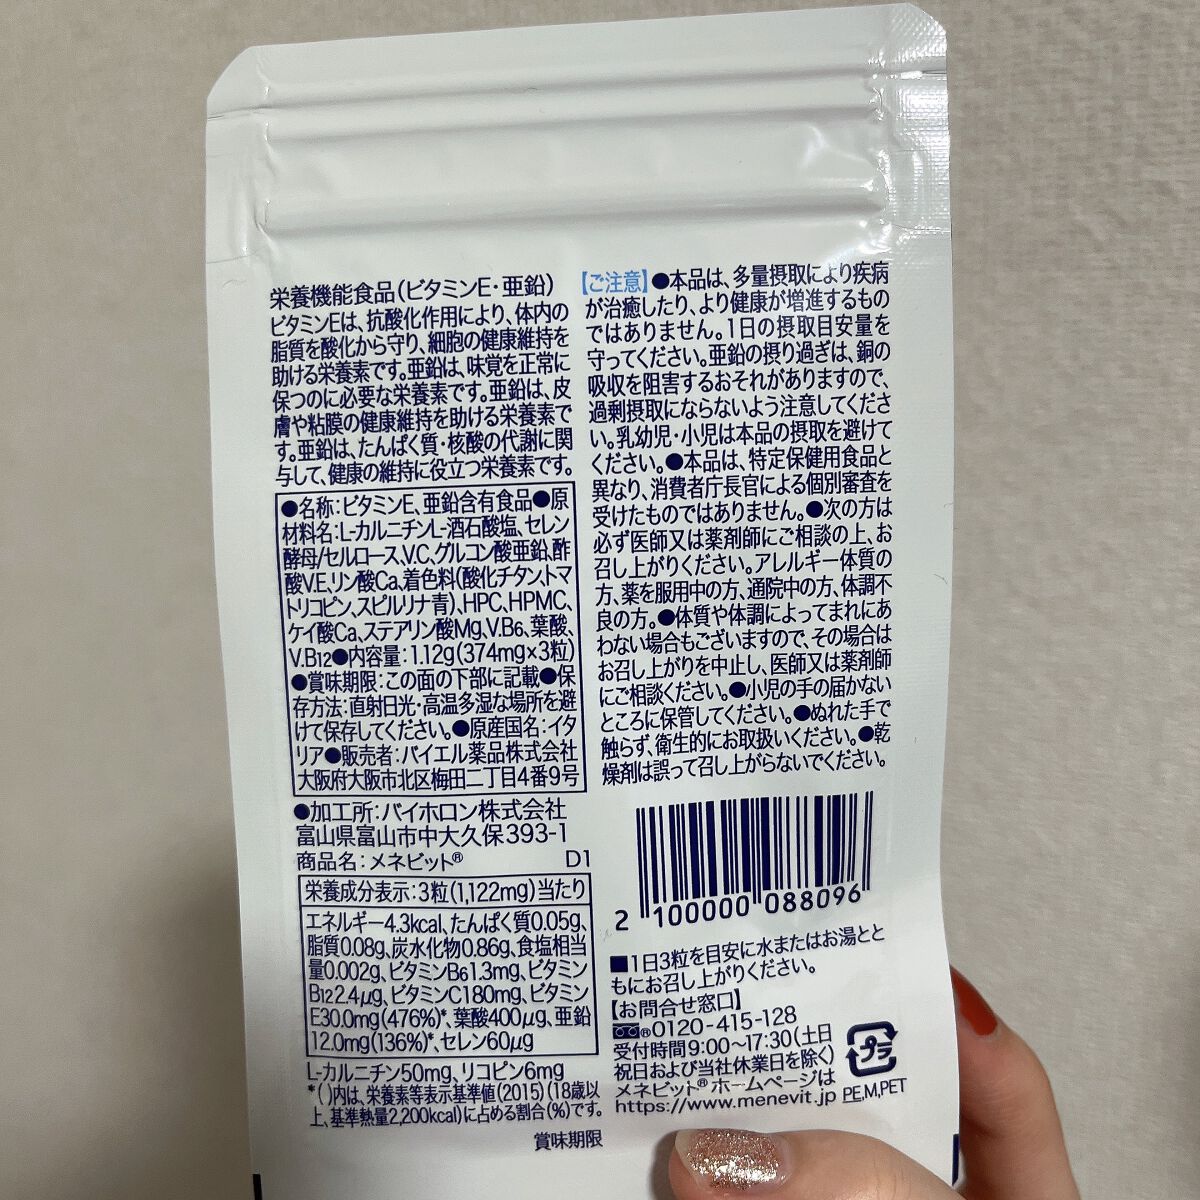 栄養機能食品(ビタミンE・亜鉛)
ビタミンEは、抗酸化作用により、体内の
脂質を酸化から守り、細胞の健康維持を
助ける栄養素です。亜鉛は、味覚を正常に
保つのに必要な栄養素です。亜鉛は、皮
膚や粘膜の健康維持を助ける栄養素で
す。亜鉛は、たんぱく質・核酸の代謝に関
与して、健康の維持に役立つ栄養素です。
●名称:ビタミンE、亜鉛含有食品●原
材料名:L-カルニチンL-酒石酸塩、セレン
酵母/セルロース、V.C、グルコン酸亜鉛、酢
酸V.E、リン酸Ca、着色料(酸化チタン、トマ
トリコピン、スピルリナ青)、HPC、HPMC、
ケイ酸Ca、ステアリン酸Mg、V.B6、葉酸、
V.B12●内容量:1.12g(374mg×3粒)
●賞味期限:この面の下部に記載●保
存方法:直射日光・高温多湿な場所を避
けて保存してください。●原産国名:イタ
リア●販売者:バイエル薬品株式会社
大阪府大阪市北区梅田二丁目4番9号
●加工所:バイホロン株式会社
富山県富山市中大久保393-1
商品名:メネビット® D1
栄養成分表示:3粒(1,122mg)当たり
エネルギー4.3kcal、たんぱく質0.05g、
脂質0.08g、炭水化物0.86g、食塩相当
量0.002g、ビタミンB6 1.3mg、ビタミン
B12 2.4μg、ビタミンC180mg、ビタミン
E30.0mg(476%)*、葉酸400μg、亜鉛
12.0mg(136%)*、セレン60μg
L-カルニチン50mg、リコピン6mg
*( )内は、栄養素等表示基準値(2015)(18歳以
上、基準熱量2,200kcal)に占める割合(%)です。
賞味期限
【ご注意】●本品は、多量摂取により疾病
が治癒したり、より健康が増進するもの
ではありません。1日の摂取目安量を
守ってください。亜鉛の摂り過ぎは、銅の
吸収を阻害するおそれがありますので、
過剰摂取にならないよう注意してくださ
い。乳幼児・小児は本品の摂取を避けて
ください。●本品は、特定保健用食品と
異なり、消費者庁長官による個別審査を
受けたものではありません。●次の方は
必ず医師又は薬剤師にご相談の上、お
召し上がりください。アレルギー体質の
方、薬を服用中の方、通院中の方、体調不
良の方。●体質や体調によってまれにあ
わない場合もございますので、その場合は
お召し上がりを中止し、医師又は薬剤師
にご相談ください。●小児の手の届かない
ところに保管してください。●ぬれた手で
触らず、衛生的にお取扱いください。●乾
燥剤は誤って召し上がらないでください。
2 100000 088096
■1日3粒を目安に水またはお湯とと
もにお召し上がりください。
【お問合せ窓口】
®0120-415-128
受付時間9:00~17:30(土日
祝日および当社休業日を除く)
メネビット®ホームページは
https://www.menevit.jp
プラ
PE,M,PET